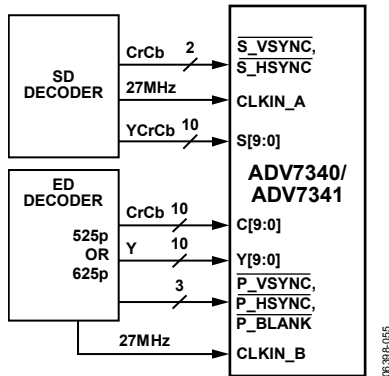 SD
DECODER
CrCb
2
S_VSYNC,
S_HSYNC
27MHz
CLKIN_A
YCrCb
10
S[9:0]
ADV7340/
ADV7341
ED
DECODER
525p
OR
625p
CrCb
10
C[9:0]
Y
10
Y[9:0]
3
P_VSYNC,
P_HSYNC,
P_BLANK
27MHz
CLKIN_B
06398-055